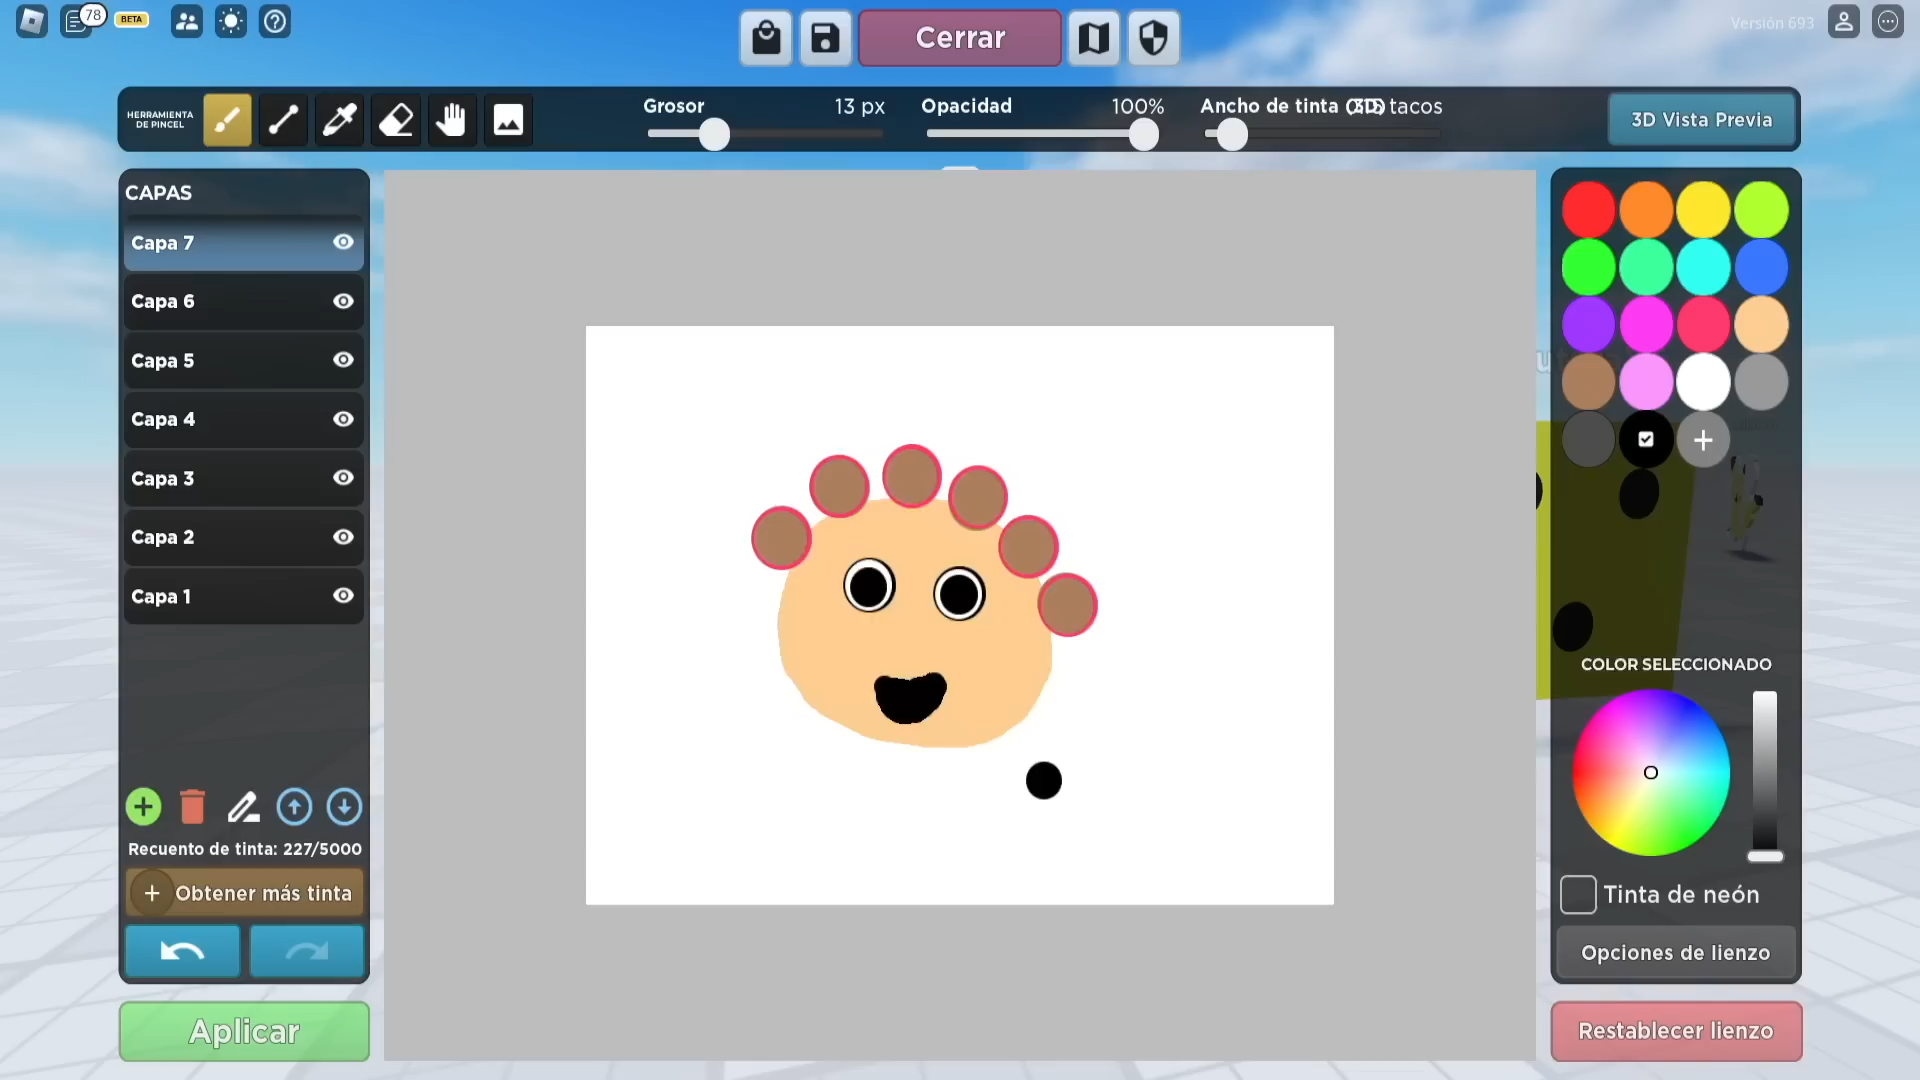 78
BETA
Cerrar
Versión 693
HERRAMIENTA
DE PINCEL
Grosor
13 px
Opacidad
100%
Ancho de tinta (3D)
tacos
3D Vista Previa
CAPAS
Capa 7
Capa 6
Capa 5
Capa 4
Capa 3
Capa 2
Capa 1
Recuento de tinta: 227/5000
+ Obtener más tinta
Aplicar
COLOR SELECCIONADO
Tinta de neón
Opciones de lienzo
Restablecer lienzo